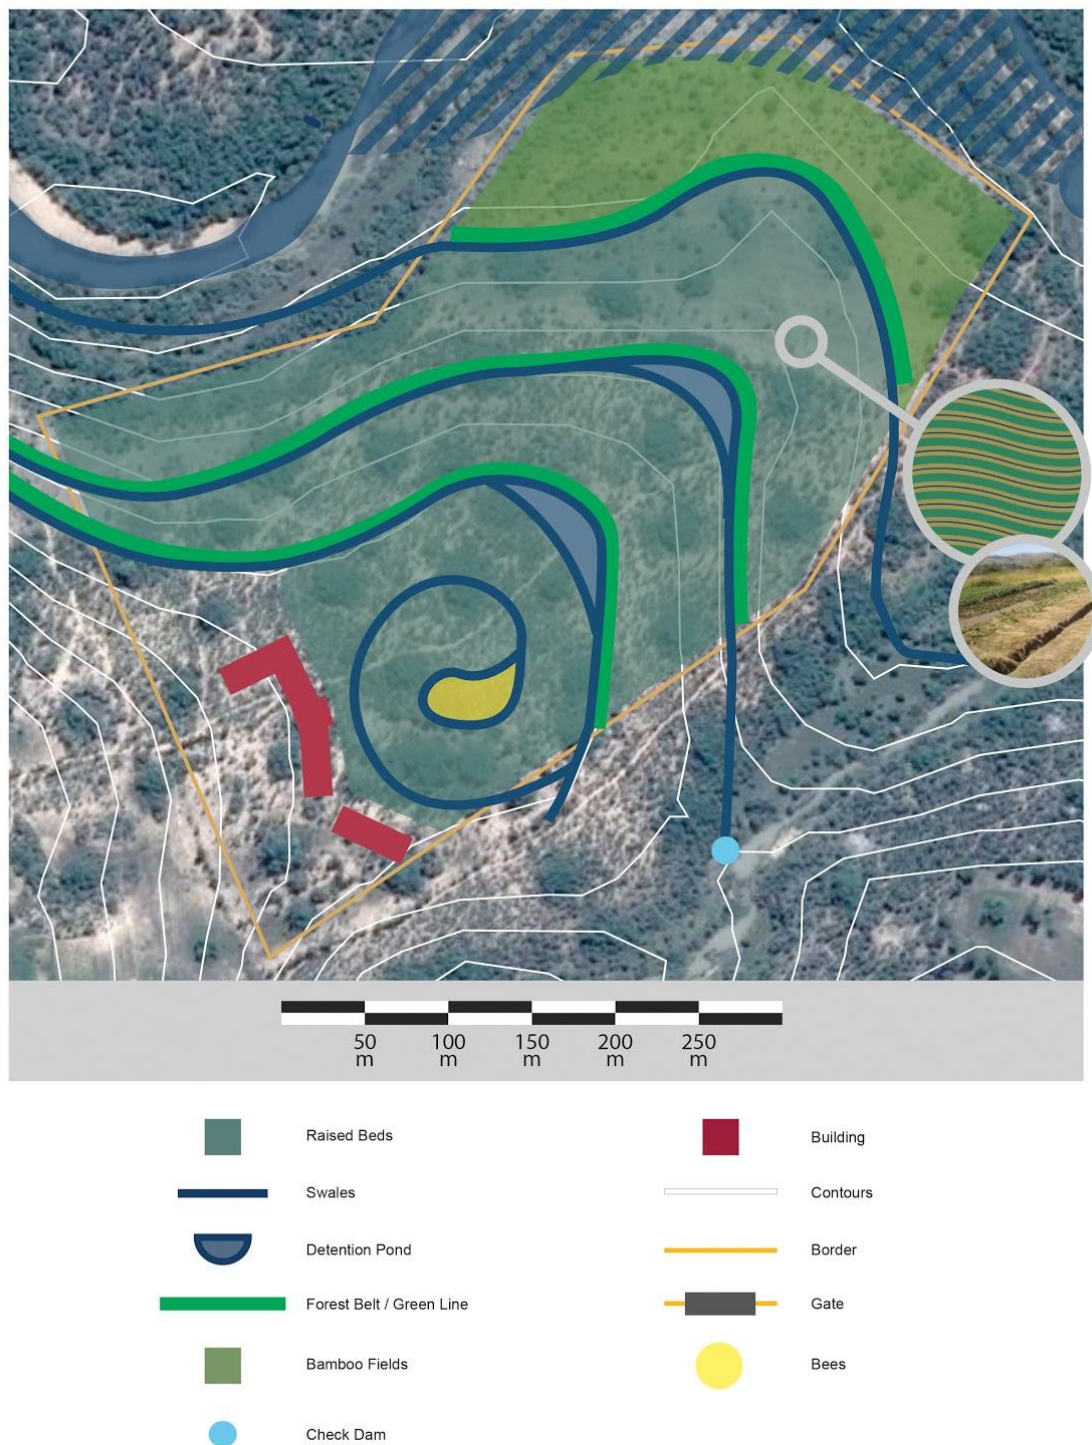 50 100 150 200 250
m m m m m
Raised Beds
Building
Swales
Contours
Detention Pond
Border
Forest Belt / Green Line
Gate
Bamboo Fields
Bees
Check Dam